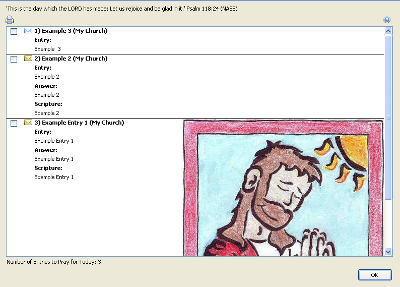 "This is the day which the LORD has made; Let us rejoice and be glad in it." Psalm 118:24 (NASB)
1) Example 3 (My Church)
Entry:
Example 3
2) Example 2 (My Church)
Entry:
Example 2
Answer:
Example 2
Scripture:
Example 2
3) Example Entry 1 (My Church)
Entry:
Example Entry 1
Answer:
Example Entry 1
Scripture:
Example Entry 1
Number of Entries to Pray for Today: 3
OK